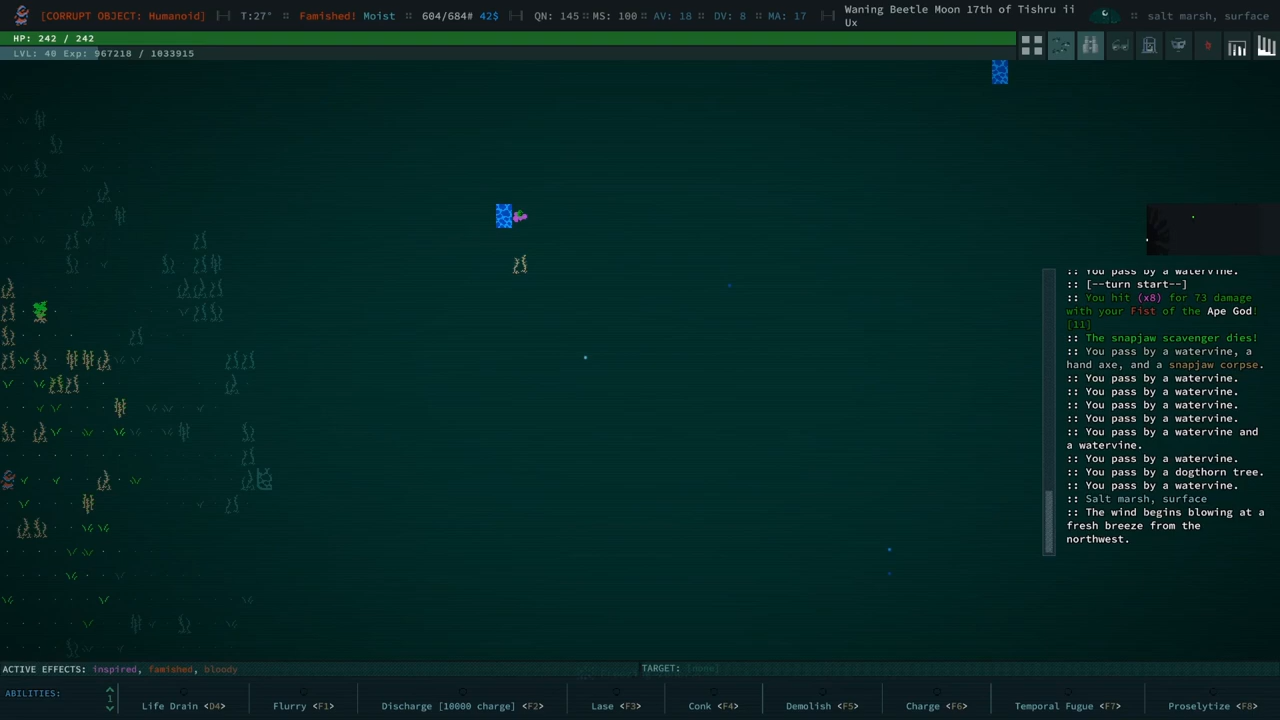 [CORRUPT OBJECT: Humanoid] T:27° :: Famished! Moist :: 604/684# 42$ QN: 145 :: MS: 100 :: AV: 18 :: DV: 8 :: MA: 17 Waning Beetle Moon 17th of Tishru ii Ux :: salt marsh, surface
HP: 242 / 242
LVL: 40 Exp: 967218 / 1033915
:: You pass by a watervine.
:: [--turn start--]
:: You hit (x8) for 73 damage
with your Fist of the Ape God!
[11]
:: The snapjaw scavenger dies!
:: You pass by a watervine, a
hand axe, and a snapjaw corpse.
:: You pass by a watervine.
:: You pass by a watervine.
:: You pass by a watervine.
:: You pass by a watervine.
:: You pass by a watervine and
a watervine.
:: You pass by a watervine.
:: You pass by a dogthorn tree.
:: You pass by a watervine.
:: Salt marsh, surface
:: The wind begins blowing at a
fresh breeze from the
northwest.
ACTIVE EFFECTS: inspired, famished, bloody TARGET: [none]
ABILITIES: 1 Life Drain <D4> Flurry <F1> Discharge [10000 charge] <F2> Lase <F3> Conk <F4> Demolish <F5> Charge <F6> Temporal Fugue <F7> Proselytize <F8>